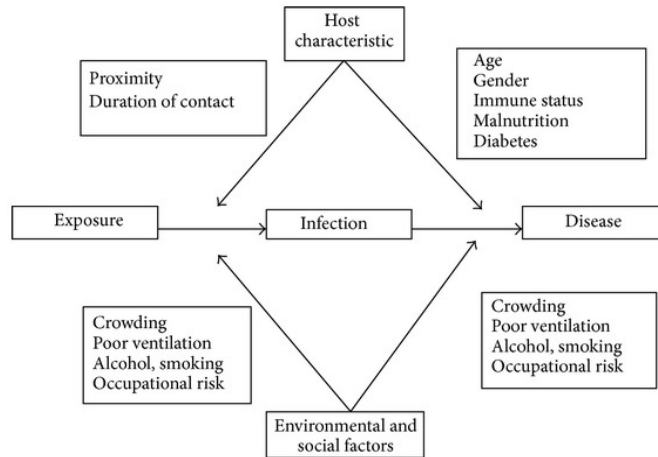 Host
characteristic
Proximity
Duration of contact
Age
Gender
Immune status
Malnutrition
Diabetes
Exposure
Infection
Disease
Crowding
Poor ventilation
Alcohol, smoking
Occupational risk
Crowding
Poor ventilation
Alcohol, smoking
Occupational risk
Environmental and
social factors